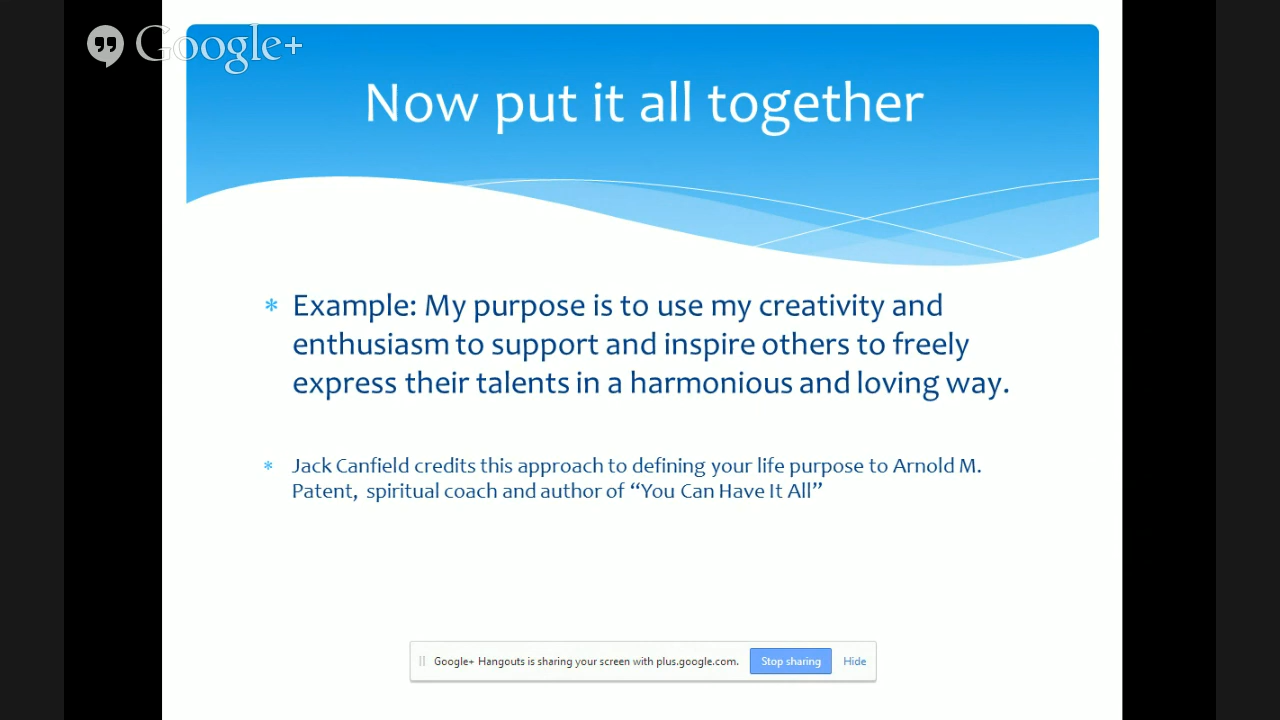 Google+
Now put it all together
* Example: My purpose is to use my creativity and
enthusiasm to support and inspire others to freely
express their talents in a harmonious and loving way.
* Jack Canfield credits this approach to defining your life purpose to Arnold M.
Patent, spiritual coach and author of “You Can Have It All”
Google+ Hangouts is sharing your screen with plus.google.com. Stop sharing Hide